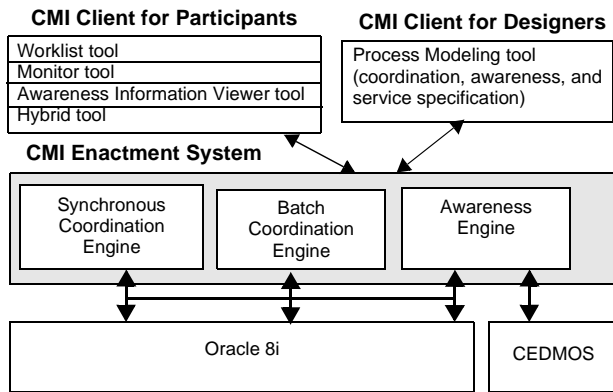 CMI Client for Participants
Worklist tool
Monitor tool
Awareness Information Viewer tool
Hybrid tool
CMI Client for Designers
Process Modeling tool
(coordination, awareness, and
service specification)
CMI Enactment System
Synchronous
Coordination
Engine
Batch
Coordination
Engine
Awareness
Engine
Oracle 8i
CEDMOS